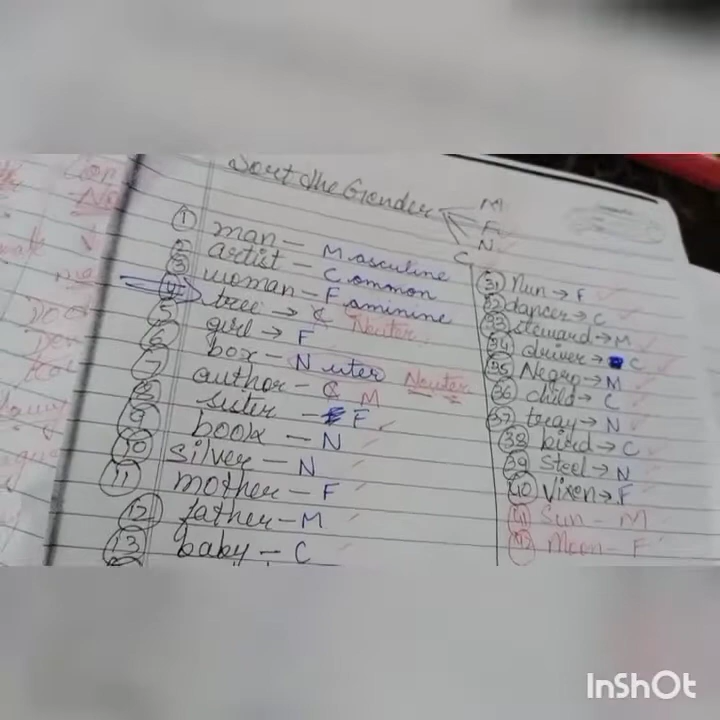 Sort the Gender
M
F
N
C
1 man - Masculine
2 artist - Common
3 woman - Faminine
4 tree → C Neuter
5 girl → F
6 box - Nuter Neuter
7 author - C M
8 sister - F
9 book - N
10 silver - N
11 mother - F
12 father - M
13 baby - C
31 Nun → F
32 dancer → C
33 steward → M
34 driver → C
35 Negro → M
36 child → C
37 tray → N
38 bird → C
39 Steel → N
40 Vixen → F
41 Sun - M
42 Moon - F
InShOt